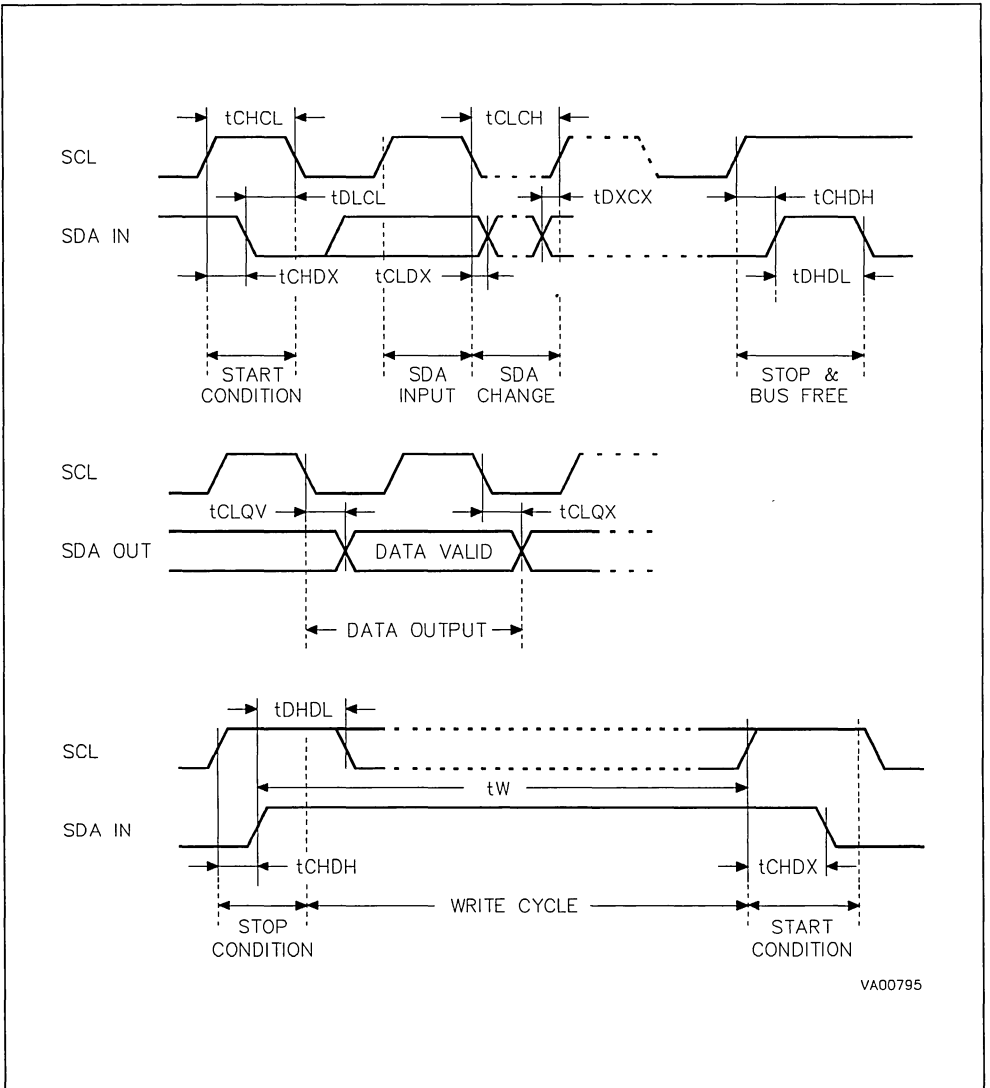 tCHCL
tCLCH
SCL
tDLCL
tDXCX
tCHDH
SDA IN
tCHDX
tCLDX
tDHDL
START
CONDITION
SDA
INPUT
SDA
CHANGE
STOP &
BUS FREE
SCL
tCLQV
tCLQX
SDA OUT
DATA VALID
DATA OUTPUT
tDHDL
SCL
tW
SDA IN
tCHDH
tCHDX
WRITE CYCLE
STOP
CONDITION
START
CONDITION
VA00795